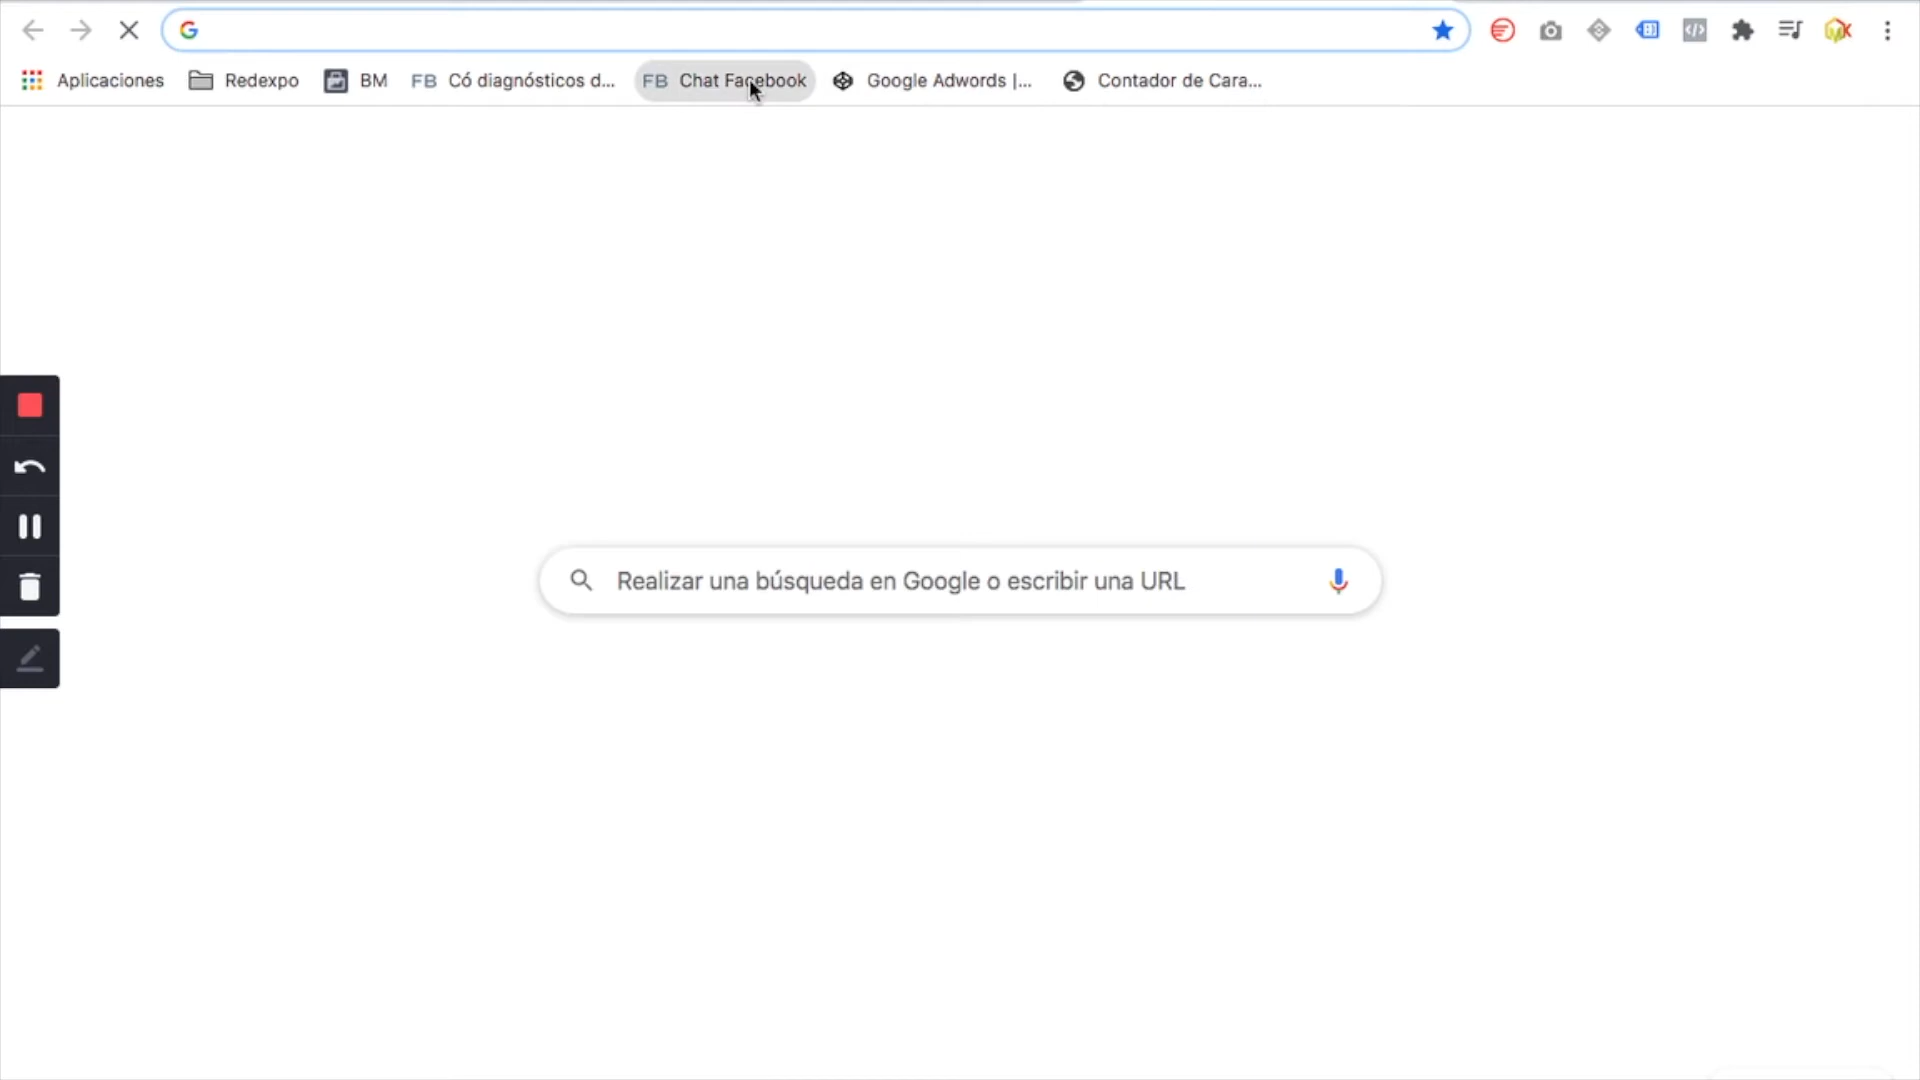 Aplicaciones Redexpo BM FB Có diagnósticos d... FB Chat Facebook Google Adwords |... Contador de Cara...
Realizar una búsqueda en Google o escribir una URL